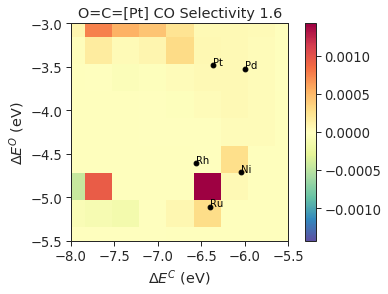 O=C=[Pt] CO Selectivity 1.6
−3.0
−3.5
−4.0
−4.5
−5.0
−5.5
ΔE^O (eV)
Pt
Pd
Rh
Ni
Ru
−8.0 −7.5 −7.0 −6.5 −6.0 −5.5
ΔE^C (eV)
0.0010
0.0005
0.0000
−0.0005
−0.0010